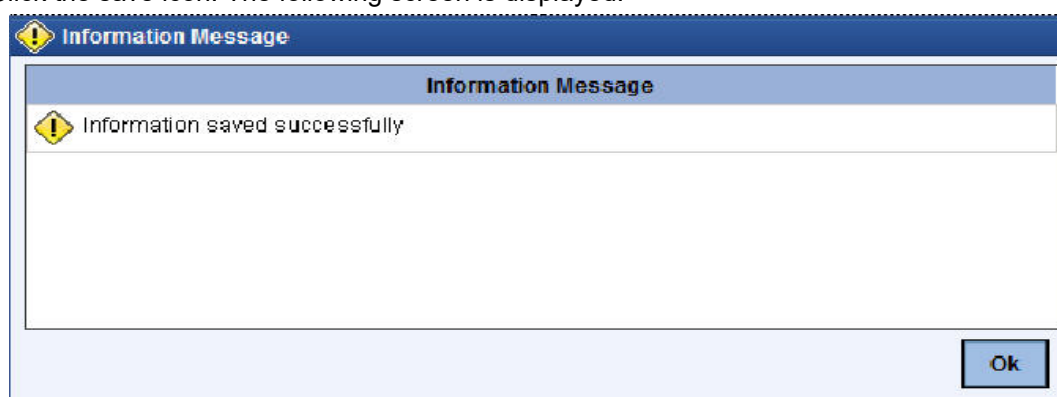 click the save icon. The following screen is displayed.
Information Message
Information Message
Information saved successfully
Ok